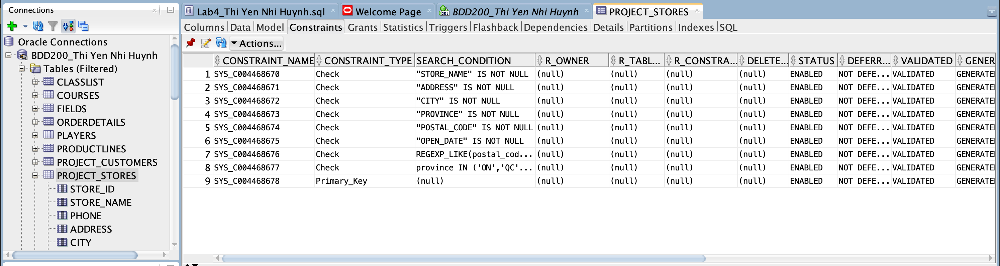 Connections
Oracle Connections
BDD200_Thi Yen Nhi Huynh
Tables (Filtered)
CLASSLIST
COURSES
FIELDS
ORDERDETAILS
PLAYERS
PRODUCTLINES
PROJECT_CUSTOMERS
PROJECT_STORES
STORE_ID
STORE_NAME
PHONE
ADDRESS
CITY
Lab4_Thi Yen Nhi Huynh.sql Welcome Page BDD200_Thi Yen Nhi Huynh PROJECT_STORES
Columns Data Model Constraints Grants Statistics Triggers Flashback Dependencies Details Partitions Indexes SQL
Actions...
CONSTRAINT_NAME CONSTRAINT_TYPE SEARCH_CONDITION R_OWNER R_TABL... R_CONSTRA... DELETE... STATUS DEFERR... VALIDATED GENER
1 SYS_C004468670 Check "STORE_NAME" IS NOT NULL (null) (null) (null) (null) ENABLED NOT DEFE... VALIDATED GENERATE
2 SYS_C004468671 Check "ADDRESS" IS NOT NULL (null) (null) (null) (null) ENABLED NOT DEFE... VALIDATED GENERATE
3 SYS_C004468672 Check "CITY" IS NOT NULL (null) (null) (null) (null) ENABLED NOT DEFE... VALIDATED GENERATE
4 SYS_C004468673 Check "PROVINCE" IS NOT NULL (null) (null) (null) (null) ENABLED NOT DEFE... VALIDATED GENERATE
5 SYS_C004468674 Check "POSTAL_CODE" IS NOT NULL (null) (null) (null) (null) ENABLED NOT DEFE... VALIDATED GENERATE
6 SYS_C004468675 Check "OPEN_DATE" IS NOT NULL (null) (null) (null) (null) ENABLED NOT DEFE... VALIDATED GENERATE
7 SYS_C004468676 Check REGEXP_LIKE(postal_cod... (null) (null) (null) (null) ENABLED NOT DEFE... VALIDATED GENERATE
8 SYS_C004468677 Check province IN ('ON','QC'... (null) (null) (null) (null) ENABLED NOT DEFE... VALIDATED GENERATE
9 SYS_C004468678 Primary_Key (null) (null) (null) (null) (null) ENABLED NOT DEFE... VALIDATED GENERATE